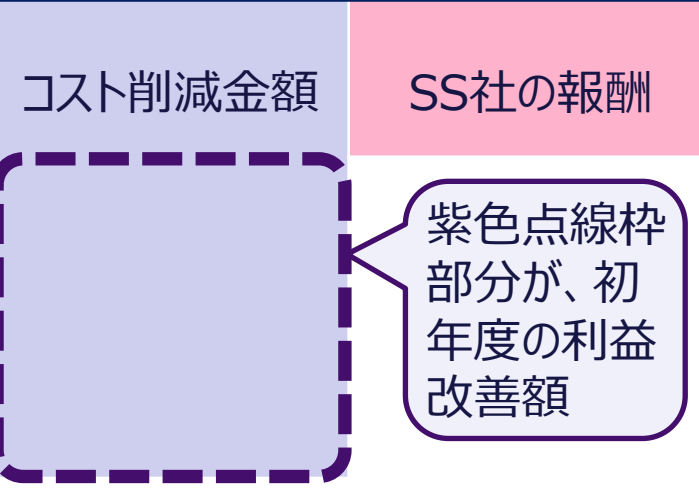 コスト削減金額
SS社の報酬
紫色点線枠
部分が、初
年度の利益
改善額